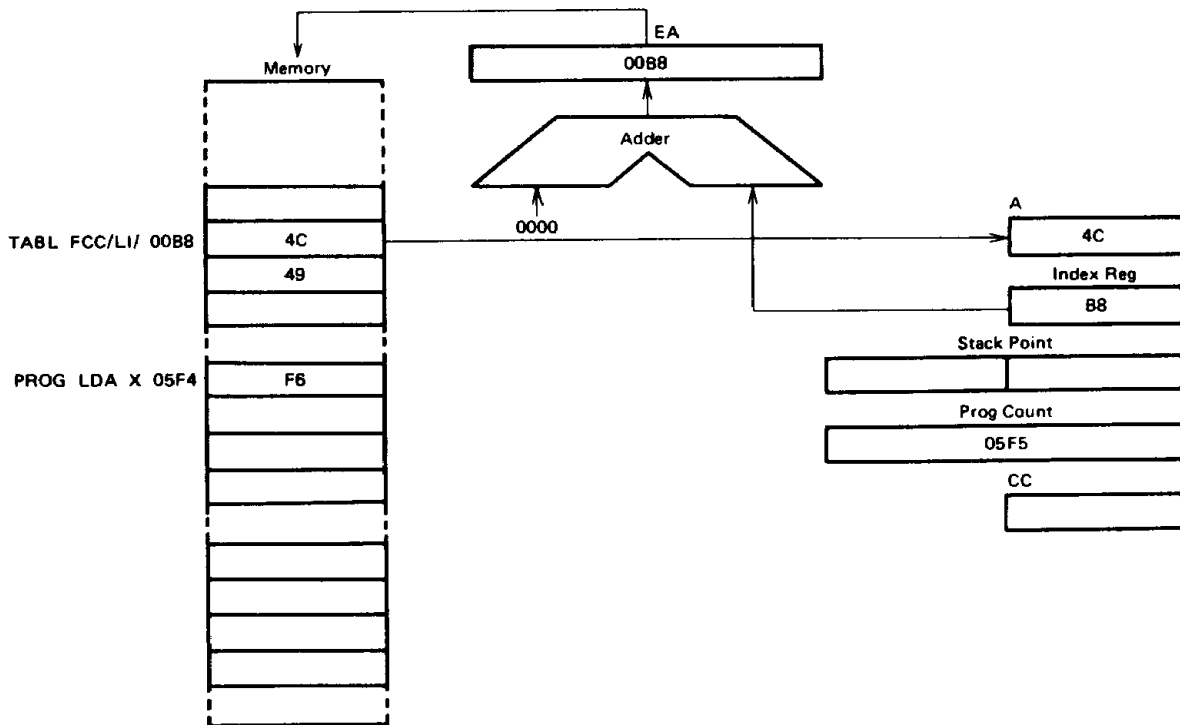 EA
00B8
Memory
Adder
0000
A
TABL FCC/LI/ 00B8
4C
4C
49
Index Reg
B8
Stack Point
PROG LDA X 05F4
F6
Prog Count
05F5
CC